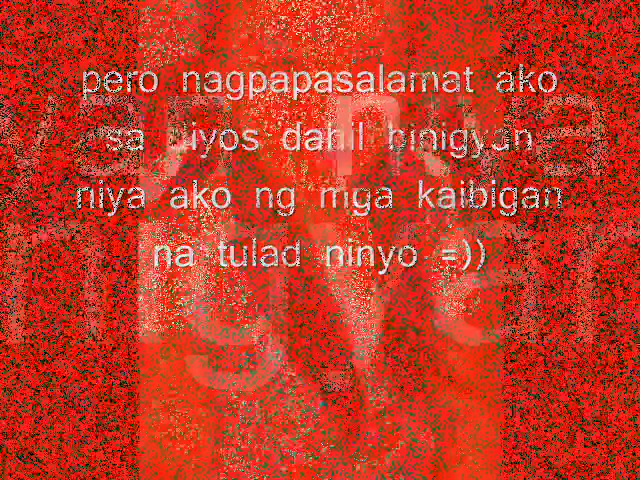 pero nagpapasalamat ako
sa Diyos dahil binigyan
niya ako ng mga kaibigan
na tulad ninyo =))